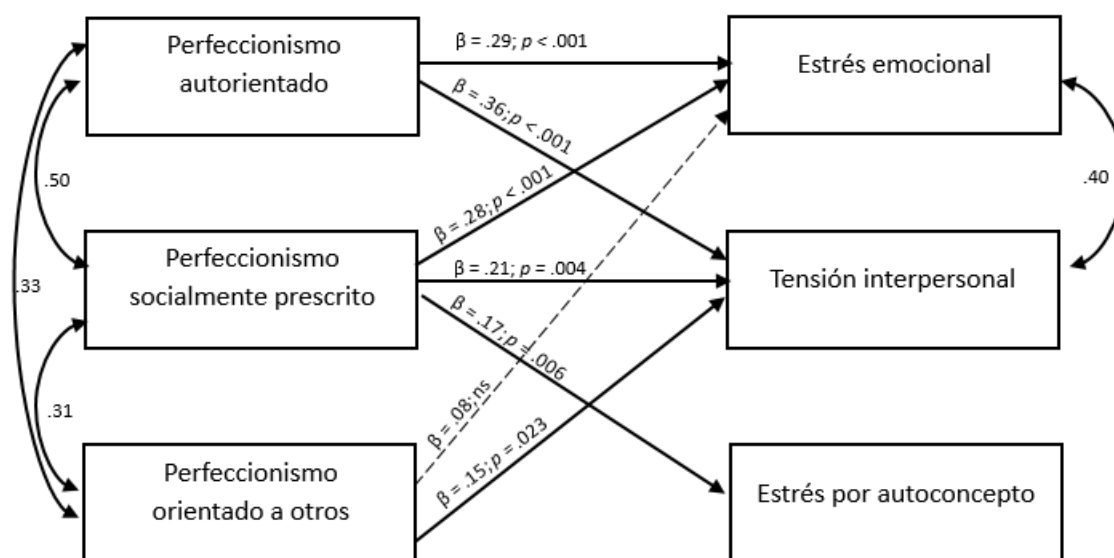 Perfeccionismo
autorientado
β = .29; p < .001
Estrés emocional
β = .36; p < .001
.50
.40
β = .28; p < .001
Perfeccionismo
socialmente prescrito
β = .21; p = .004
Tensión interpersonal
.33
β = .17; p = .006
.31
β = .08; ns
β = .15; p = .023
Perfeccionismo
orientado a otros
Estrés por autoconcepto